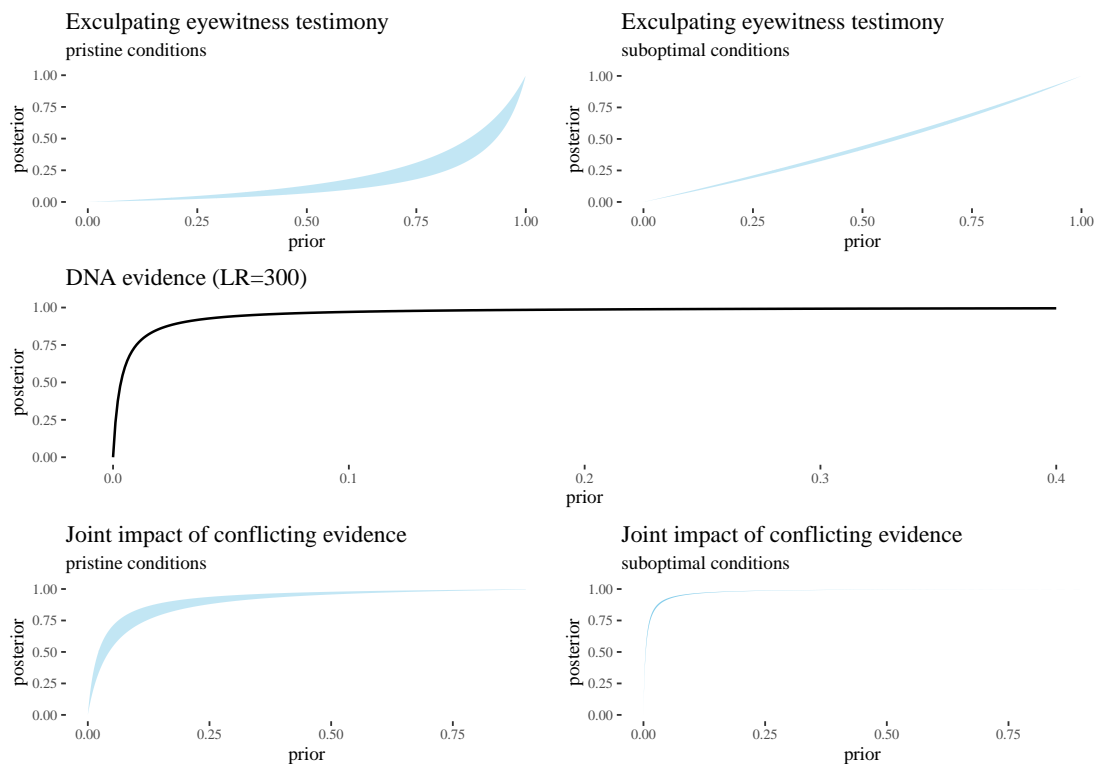 Exculpating eyewitness testimony
pristine conditions
1.00
0.75
0.50
0.25
0.00
posterior
0.00 0.25 0.50 0.75 1.00
prior
Exculpating eyewitness testimony
suboptimal conditions
1.00
0.75
0.50
0.25
0.00
posterior
0.00 0.25 0.50 0.75 1.00
prior
DNA evidence (LR=300)
1.00
0.75
0.50
0.25
0.00
posterior
0.0 0.1 0.2 0.3 0.4
prior
Joint impact of conflicting evidence
pristine conditions
1.00
0.75
0.50
0.25
0.00
posterior
0.00 0.25 0.50 0.75
prior
Joint impact of conflicting evidence
suboptimal conditions
1.00
0.75
0.50
0.25
0.00
posterior
0.00 0.25 0.50 0.75
prior